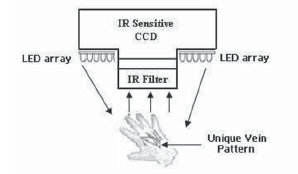 IR Sensitive
CCD
LED array
LED array
IR Filter
Unique Vein
Pattern